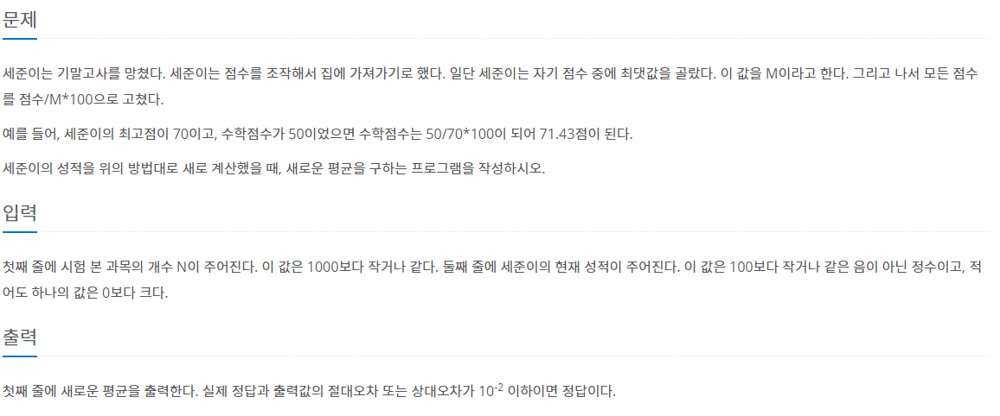 문제
세준이는 기말고사를 망쳤다. 세준이는 점수를 조작해서 집에 가져가기로 했다. 일단 세준이는 자기 점수 중에 최댓값을 골랐다. 이 값을 M이라고 한다. 그리고 나서 모든 점수
를 점수/M*100으로 고쳤다.
예를 들어, 세준이의 최고점이 70이고, 수학점수가 50이었으면 수학점수는 50/70*100이 되어 71.43점이 된다.
세준이의 성적을 위의 방법대로 새로 계산했을 때, 새로운 평균을 구하는 프로그램을 작성하시오.
입력
첫째 줄에 시험 본 과목의 개수 N이 주어진다. 이 값은 1000보다 작거나 같다. 둘째 줄에 세준이의 현재 성적이 주어진다. 이 값은 100보다 작거나 같은 음이 아닌 정수이고, 적
어도 하나의 값은 0보다 크다.
출력
첫째 줄에 새로운 평균을 출력한다. 실제 정답과 출력값의 절대오차 또는 상대오차가 10⁻² 이하이면 정답이다.